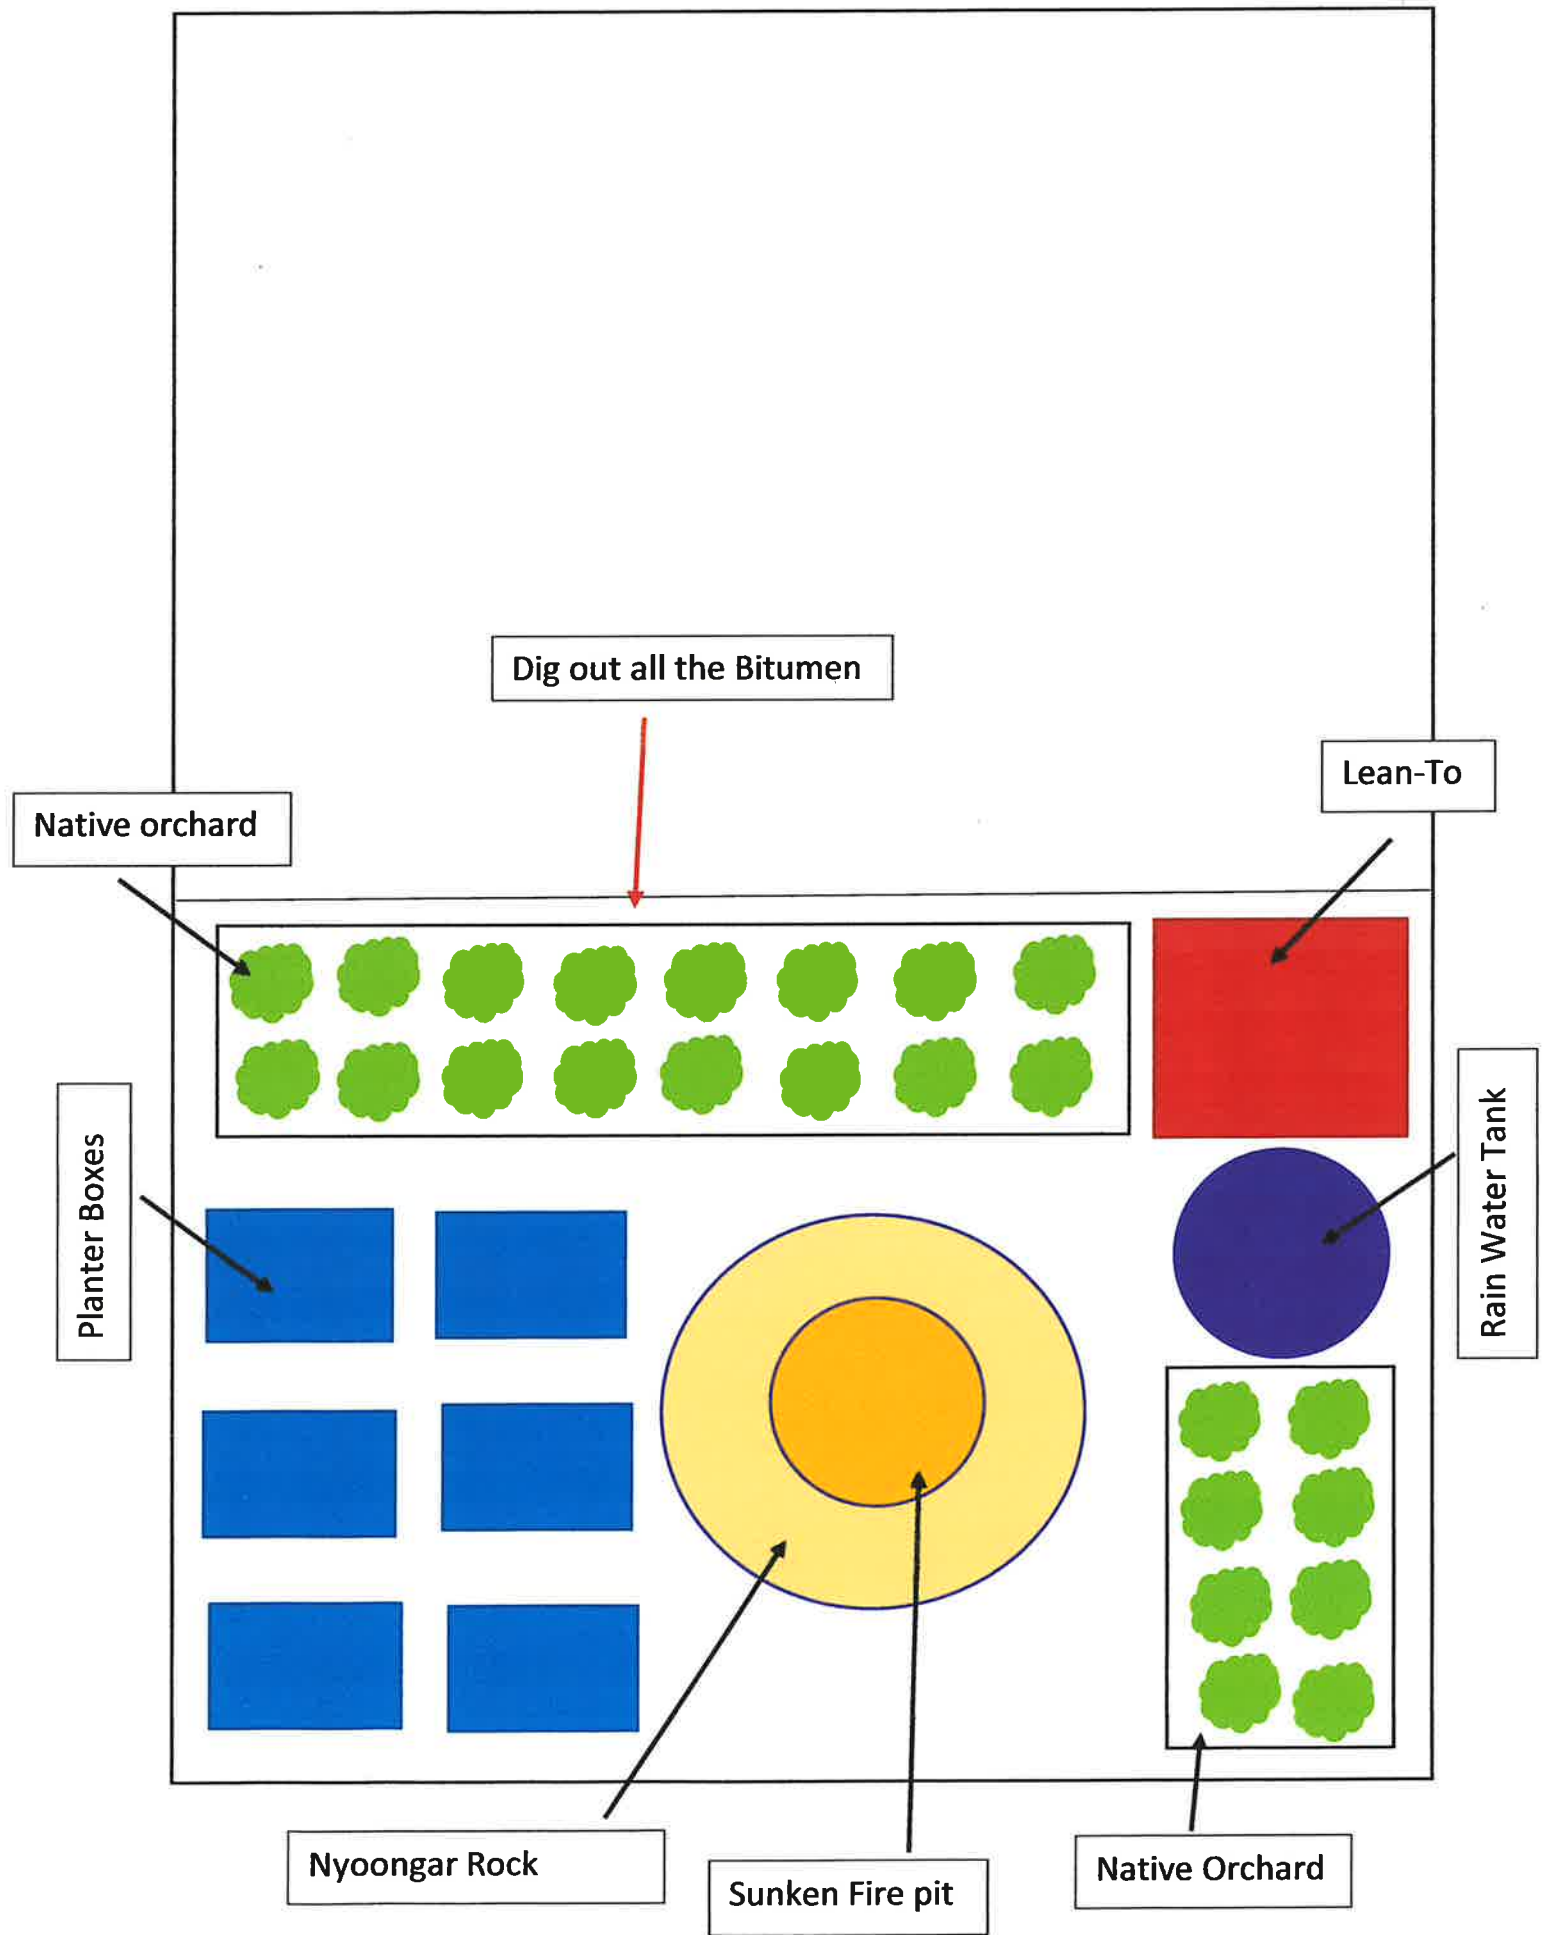 Dig out all the Bitumen
Lean-To
Native orchard
Planter Boxes
Rain Water Tank
Nyoongar Rock
Sunken Fire pit
Native Orchard